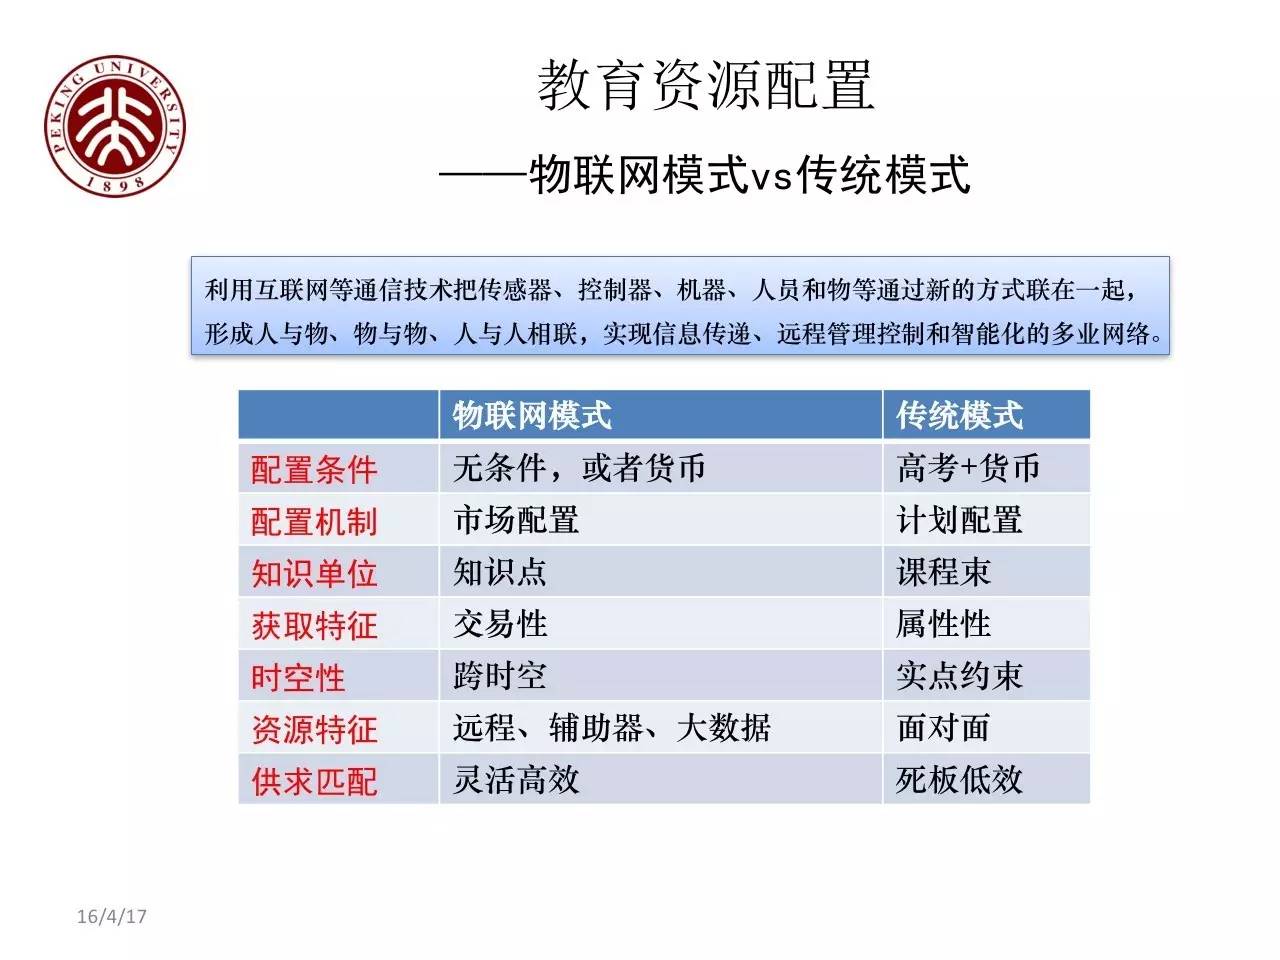 PEKING UNIVERSITY
1898
教育资源配置
——物联网模式vs传统模式
利用互联网等通信技术把传感器、控制器、机器、人员和物等通过新的方式联在一起，
形成人与物、物与物、人与人相联，实现信息传递、远程管理控制和智能化的多业网络。
物联网模式 传统模式
配置条件 无条件，或者货币 高考+货币
配置机制 市场配置 计划配置
知识单位 知识点 课程束
获取特征 交易性 属性性
时空性 跨时空 实点约束
资源特征 远程、辅助器、大数据 面对面
供求匹配 灵活高效 死板低效
16/4/17